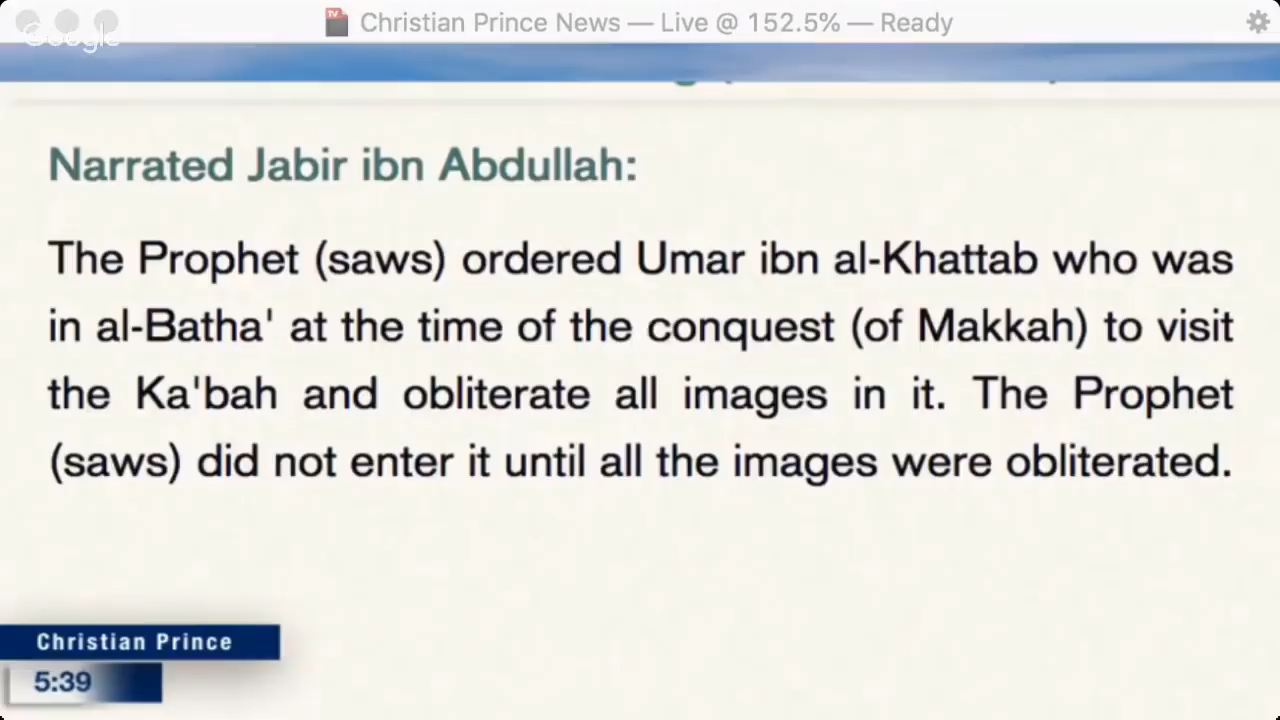 Christian Prince News — Live @ 152.5% — Ready
Google
Narrated Jabir ibn Abdullah:
The Prophet (saws) ordered Umar ibn al-Khattab who was
in al-Batha' at the time of the conquest (of Makkah) to visit
the Ka'bah and obliterate all images in it. The Prophet
(saws) did not enter it until all the images were obliterated.
Christian Prince
5:39